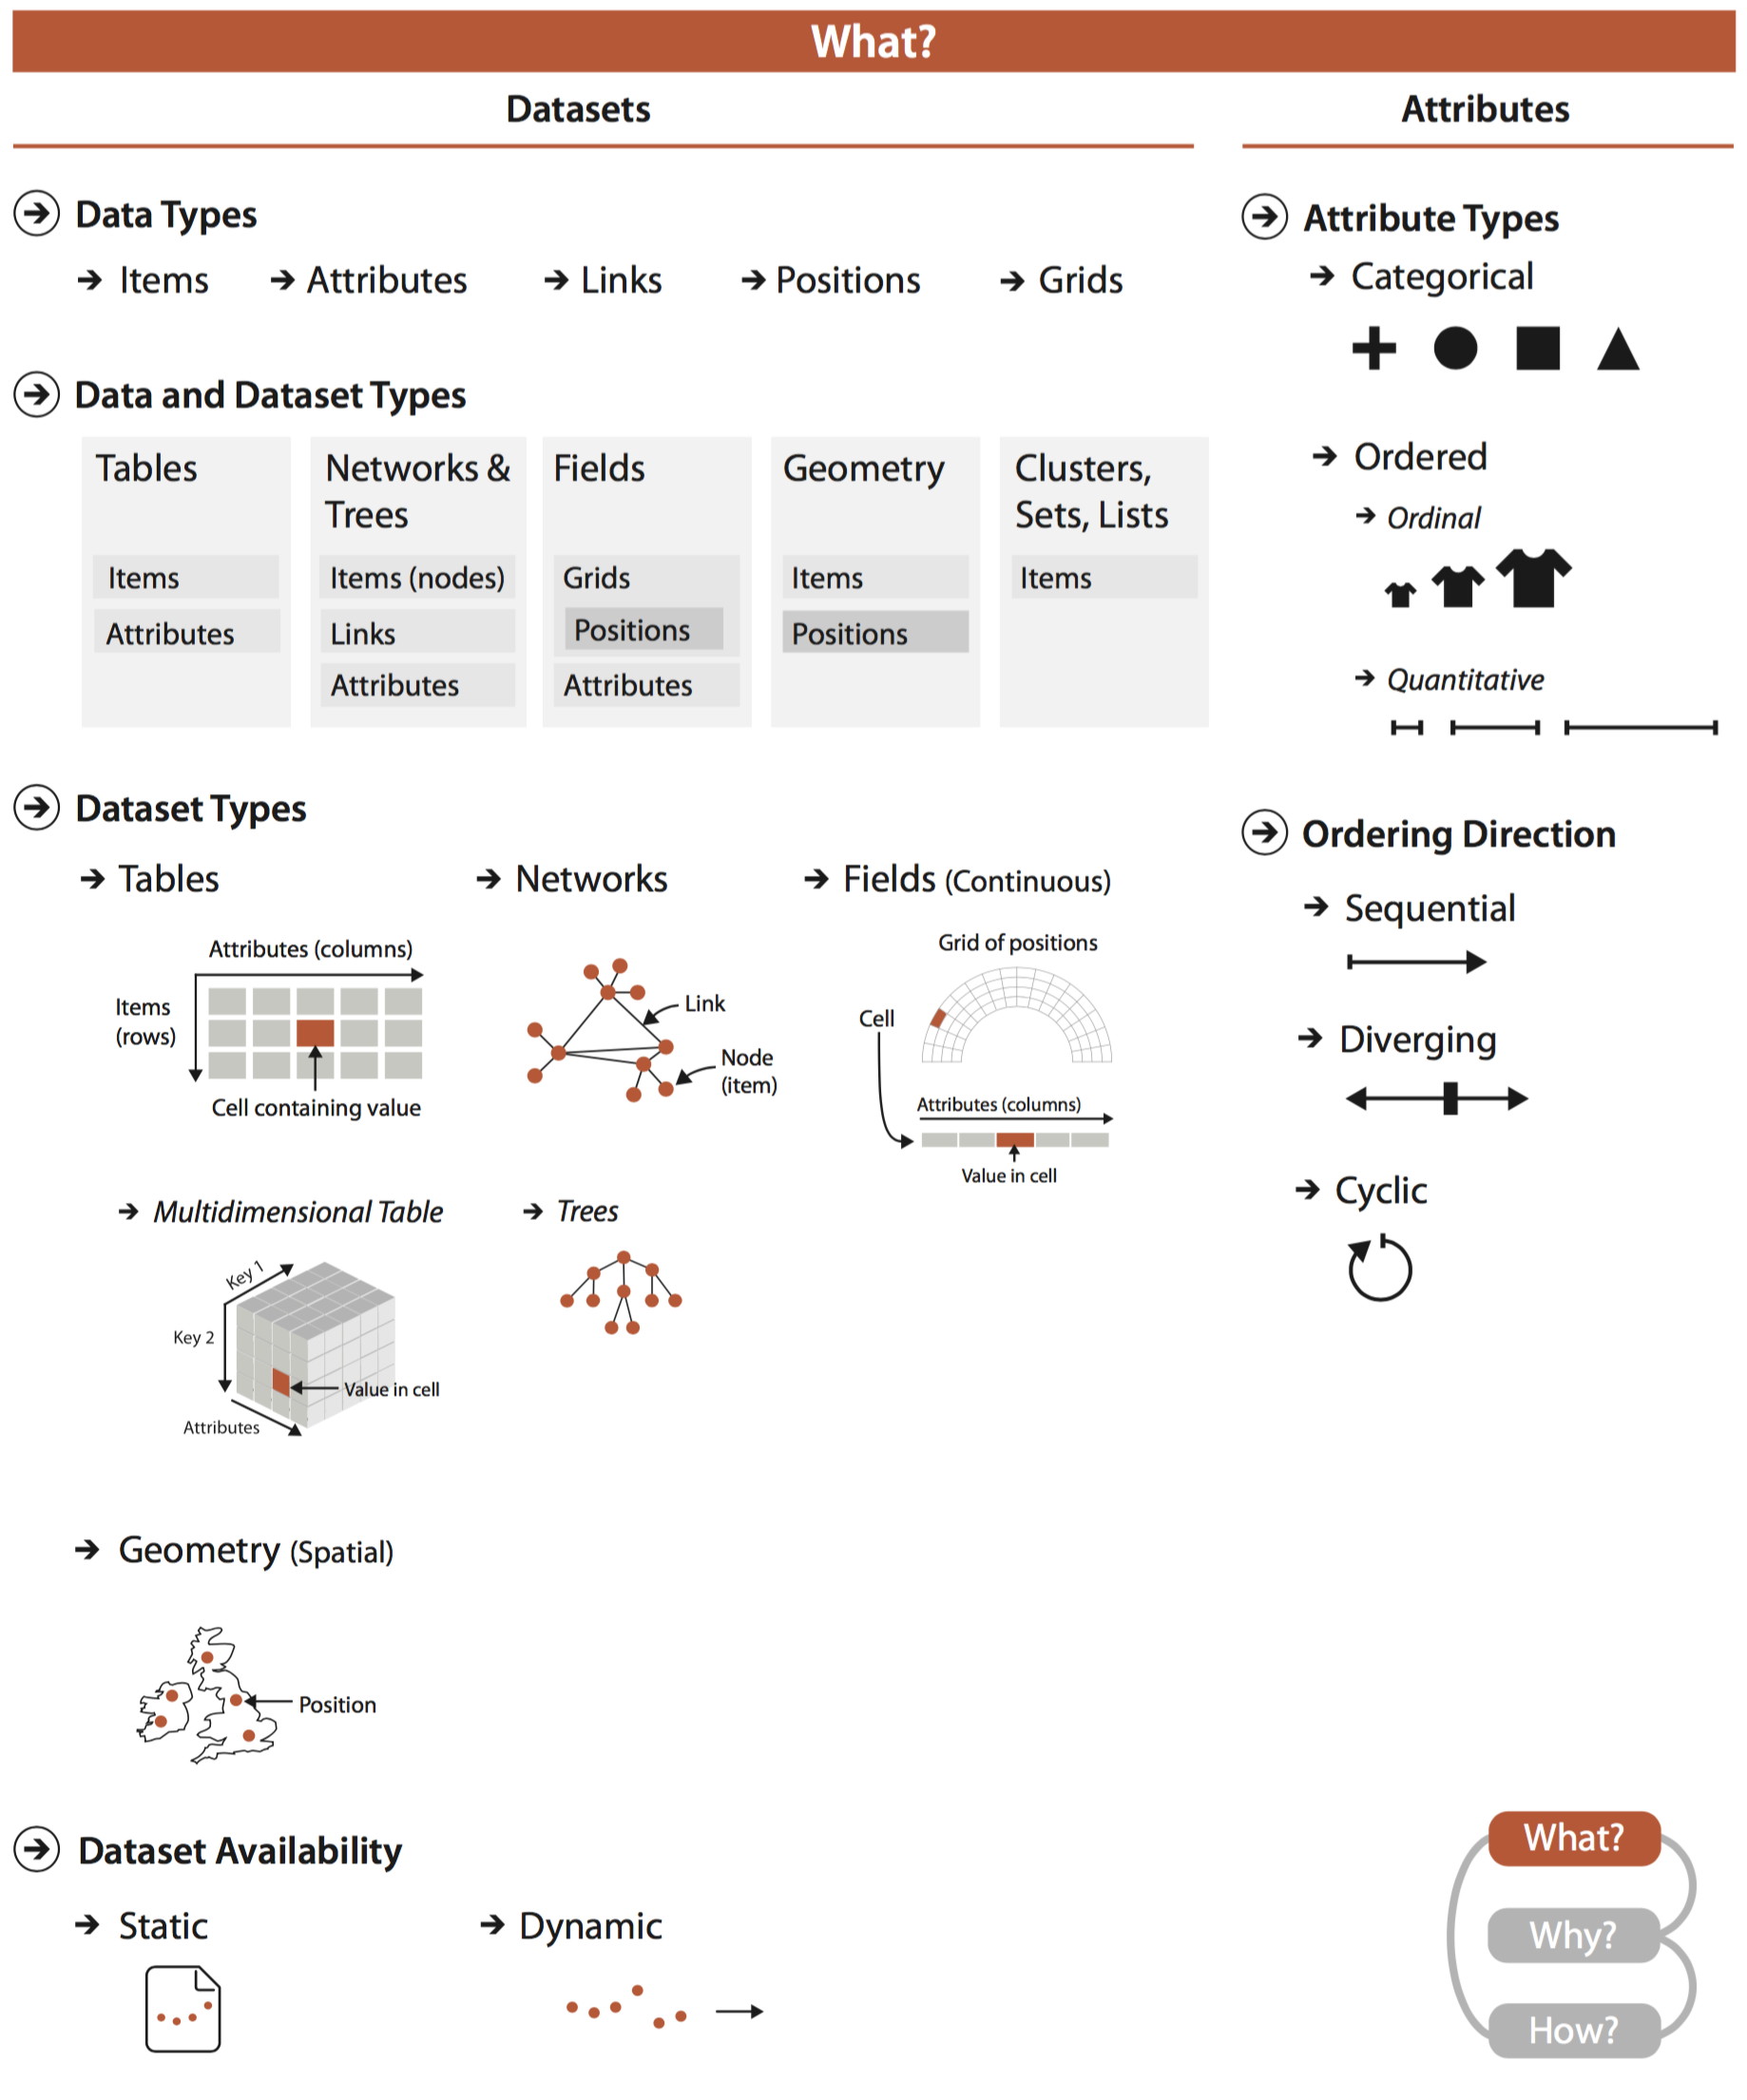 What?
Datasets
Attributes
Data Types
Items
Attributes
Links
Positions
Grids
Data and Dataset Types
Tables
Items
Attributes
Networks &
Trees
Items (nodes)
Links
Attributes
Fields
Grids
Positions
Attributes
Geometry
Items
Positions
Clusters,
Sets, Lists
Items
Dataset Types
Tables
Attributes (columns)
Items
(rows)
Cell containing value
Networks
Link
Node
(item)
Fields (Continuous)
Grid of positions
Cell
Attributes (columns)
Value in cell
Multidimensional Table
Key 1
Key 2
Value in cell
Attributes
Trees
Geometry (Spatial)
Position
Dataset Availability
Static
Dynamic
Attribute Types
Categorical
Ordered
Ordinal
Quantitative
Ordering Direction
Sequential
Diverging
Cyclic
What?
Why?
How?